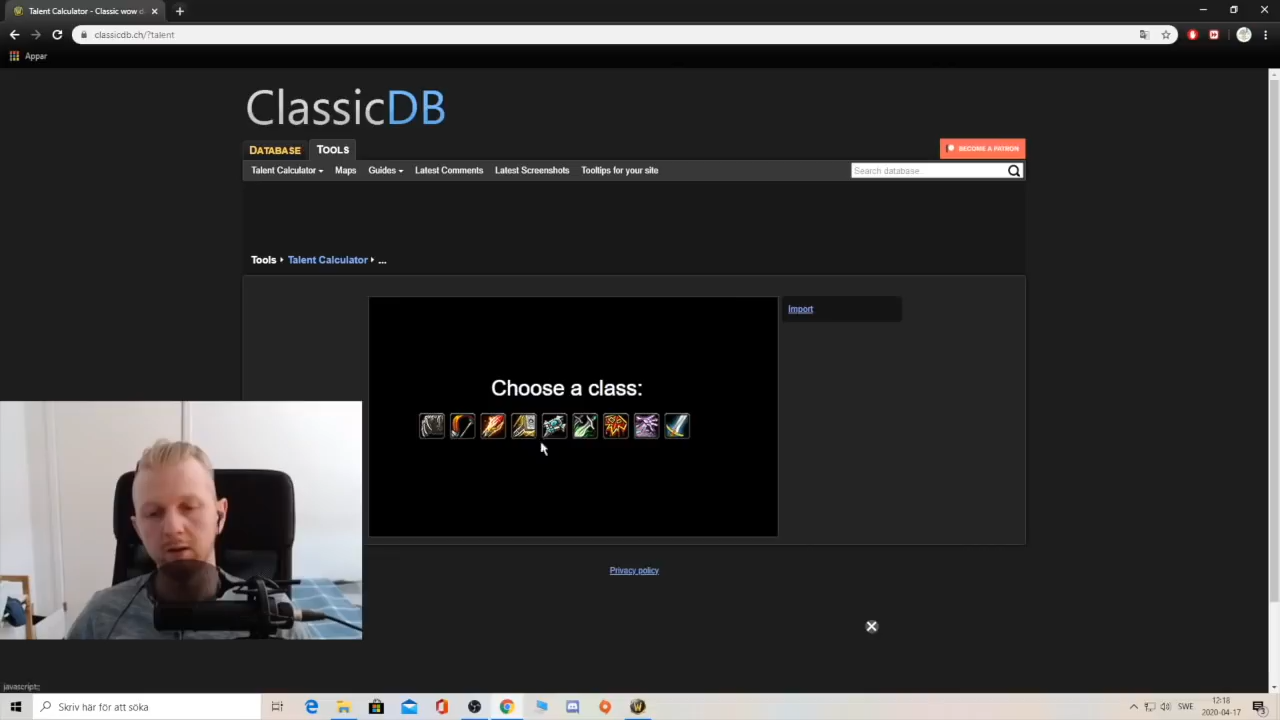 Talent Calculator - Classic wow d
classicdb.ch/?talent
Appar
ClassicDB
DATABASE TOOLS
BECOME A PATRON
Talent Calculator Maps Guides Latest Comments Latest Screenshots Tooltips for your site
Search database...
Tools Talent Calculator ...
Import
Choose a class:
Privacy policy
javascript:;
Skriv här för att söka
SWE
12:18
2020-04-17